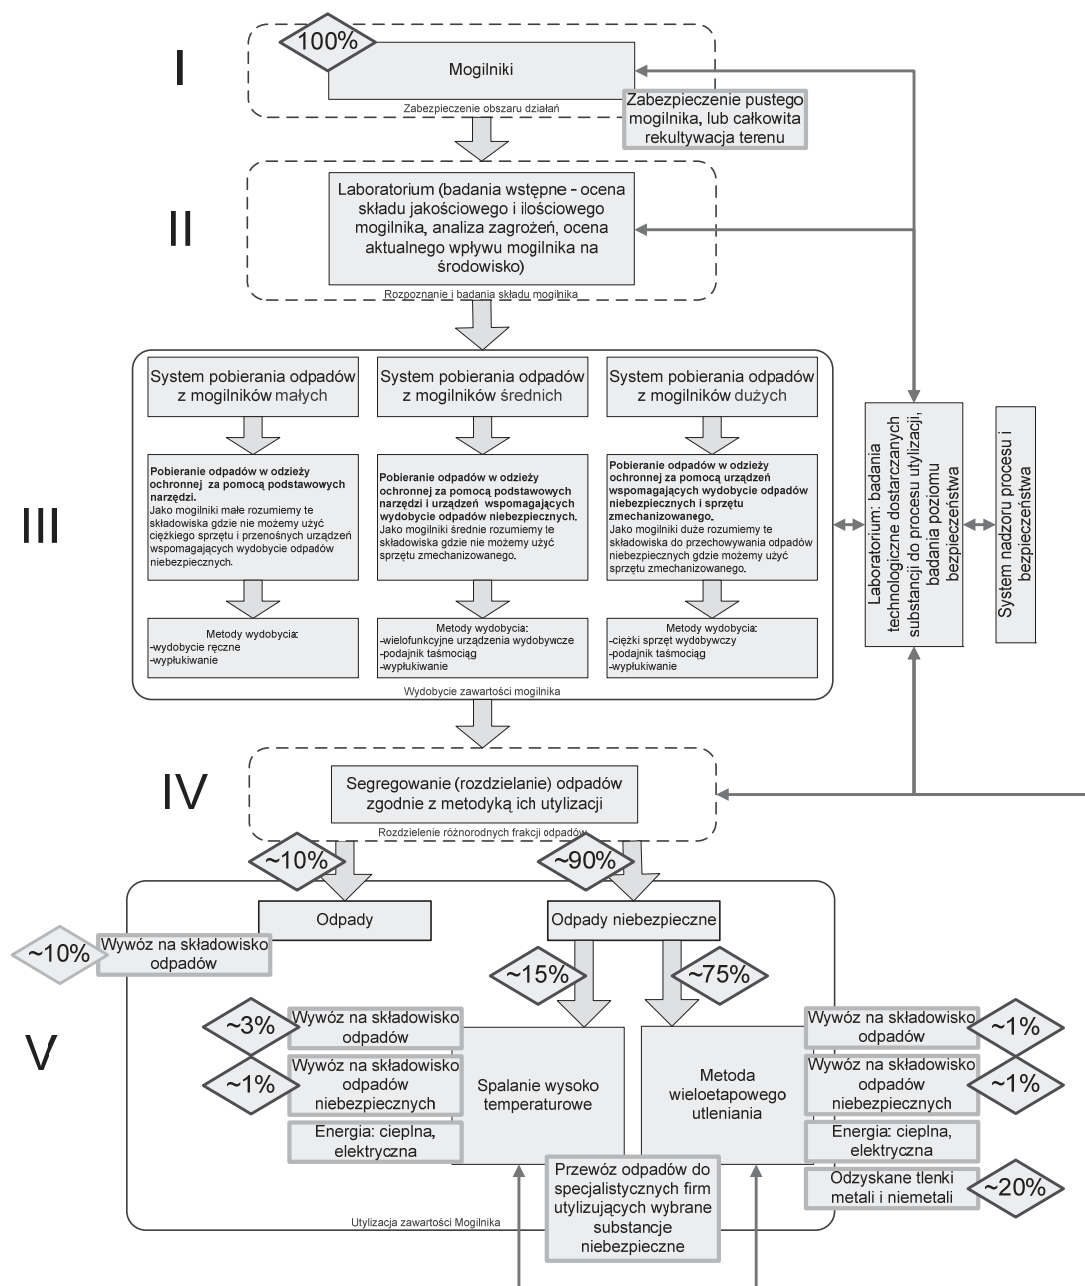 I
100%
Mogilniki
Zabezpieczenie obszaru działań
Zabezpieczenie pustego
mogilnika, lub całkowita
rekultywacja terenu
II
Laboratorium (badania wstępne - ocena
składu jakościowego i ilościowego
mogilnika, analiza zagrożeń, ocena
aktualnego wpływu mogilnika na
środowisko)
Rozpoznanie i badania składu mogilnika
III
System pobierania odpadów
z mogilników małych
System pobierania odpadów
z mogilników średnich
System pobierania odpadów
z mogilników dużych
Pobieranie odpadów w odzieży
ochronnej za pomocą podstawowych
narzędzi.
Jako mogilniki małe rozumiemy te
składowiska gdzie nie możemy użyć
ciężkiego sprzętu i przenośnych urządzeń
wspomagających wydobycie odpadów
niebezpiecznych.
Pobieranie odpadów w odzieży
ochronnej za pomocą podstawowych
narzędzi i urządzeń wspomagających
wydobycie odpadów niebezpiecznych.
Jako mogilniki średnie rozumiemy te
składowiska gdzie nie możemy użyć
sprzętu zmechanizowanego.
Pobieranie odpadów w odzieży
ochronnej za pomocą urządzeń
wspomagających wydobycie odpadów
niebezpiecznych i sprzętu
zmechanizowanego.
Jako mogilniki duże rozumiemy te
składowiska do przechowywania odpadów
niebezpiecznych gdzie możemy użyć
sprzętu zmechanizowanego.
Metody wydobycia:
-wydobycie ręczne
-wypłukiwanie
Metody wydobycia:
-wielofunkcyjne urządzenia wydobywcze
-podajnik taśmociąg
-wypłukiwanie
Metody wydobycia:
-ciężki sprzęt wydobywczy
-podajnik taśmociąg
-wypłukiwanie
Wydobycie zawartości mogilnika
Laboratorium: badania
technologiczne dostarczanych
substancji do procesu utylizacji,
badania poziomu
bezpieczeństwa
System nadzoru procesu i
bezpieczeństwa
IV
Segregowanie (rozdzielanie) odpadów
zgodnie z metodyką ich utylizacji
Rozdzielenie różnorodnych frakcji odpadów
~10%
~90%
V
Odpady
Odpady niebezpieczne
~10%
Wywóz na składowisko
odpadów
~15%
~75%
~3%
Wywóz na składowisko
odpadów
~1%
Wywóz na składowisko
odpadów
niebezpiecznych
Energia: cieplna,
elektryczna
Spalanie wysoko
temperaturowe
Metoda
wieloetapowego
utleniania
Wywóz na składowisko
odpadów
~1%
Wywóz na składowisko
odpadów
niebezpiecznych
~1%
Energia: cieplna,
elektryczna
Odzyskane tlenki
metali i niemetali
~20%
Przewóz odpadów do
specjalistycznych firm
utylizujących wybrane
substancje
niebezpieczne
Utylizacja zawartości Mogilnika